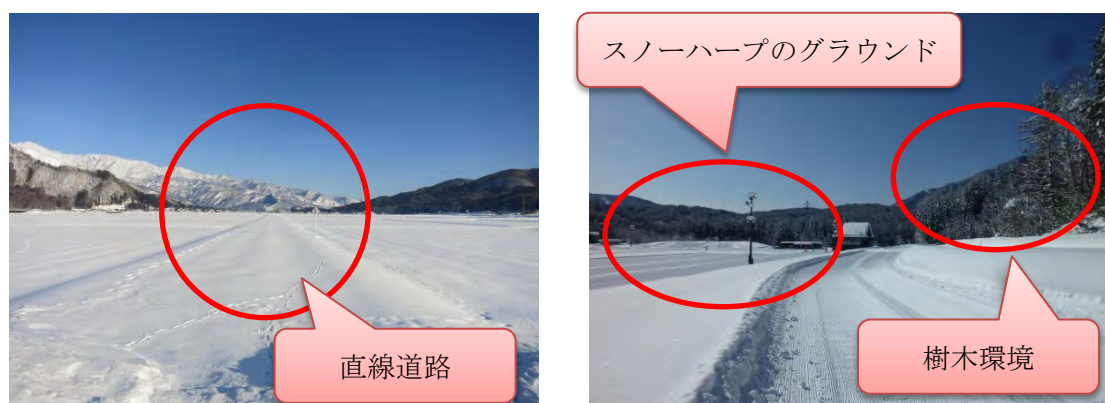 スノーハープのグラウンド
直線道路
樹木環境